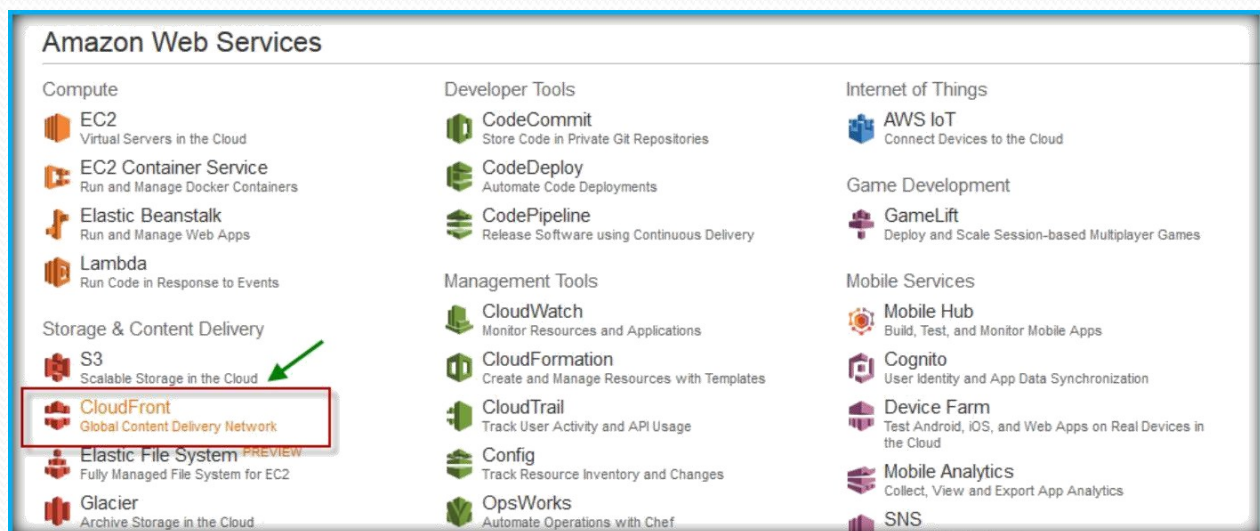 Amazon Web Services
Compute
EC2
Virtual Servers in the Cloud
EC2 Container Service
Run and Manage Docker Containers
Elastic Beanstalk
Run and Manage Web Apps
Lambda
Run Code in Response to Events
Storage & Content Delivery
S3
Scalable Storage in the Cloud
CloudFront
Global Content Delivery Network
Elastic File System PREVIEW
Fully Managed File System for EC2
Glacier
Archive Storage in the Cloud
Developer Tools
CodeCommit
Store Code in Private Git Repositories
CodeDeploy
Automate Code Deployments
CodePipeline
Release Software using Continuous Delivery
Management Tools
CloudWatch
Monitor Resources and Applications
CloudFormation
Create and Manage Resources with Templates
CloudTrail
Track User Activity and API Usage
Config
Track Resource Inventory and Changes
OpsWorks
Automate Operations with Chef
Internet of Things
AWS IoT
Connect Devices to the Cloud
Game Development
GameLift
Deploy and Scale Session-based Multiplayer Games
Mobile Services
Mobile Hub
Build, Test, and Monitor Mobile Apps
Cognito
User Identity and App Data Synchronization
Device Farm
Test Android, iOS, and Web Apps on Real Devices in
the Cloud
Mobile Analytics
Collect, View and Export App Analytics
SNS